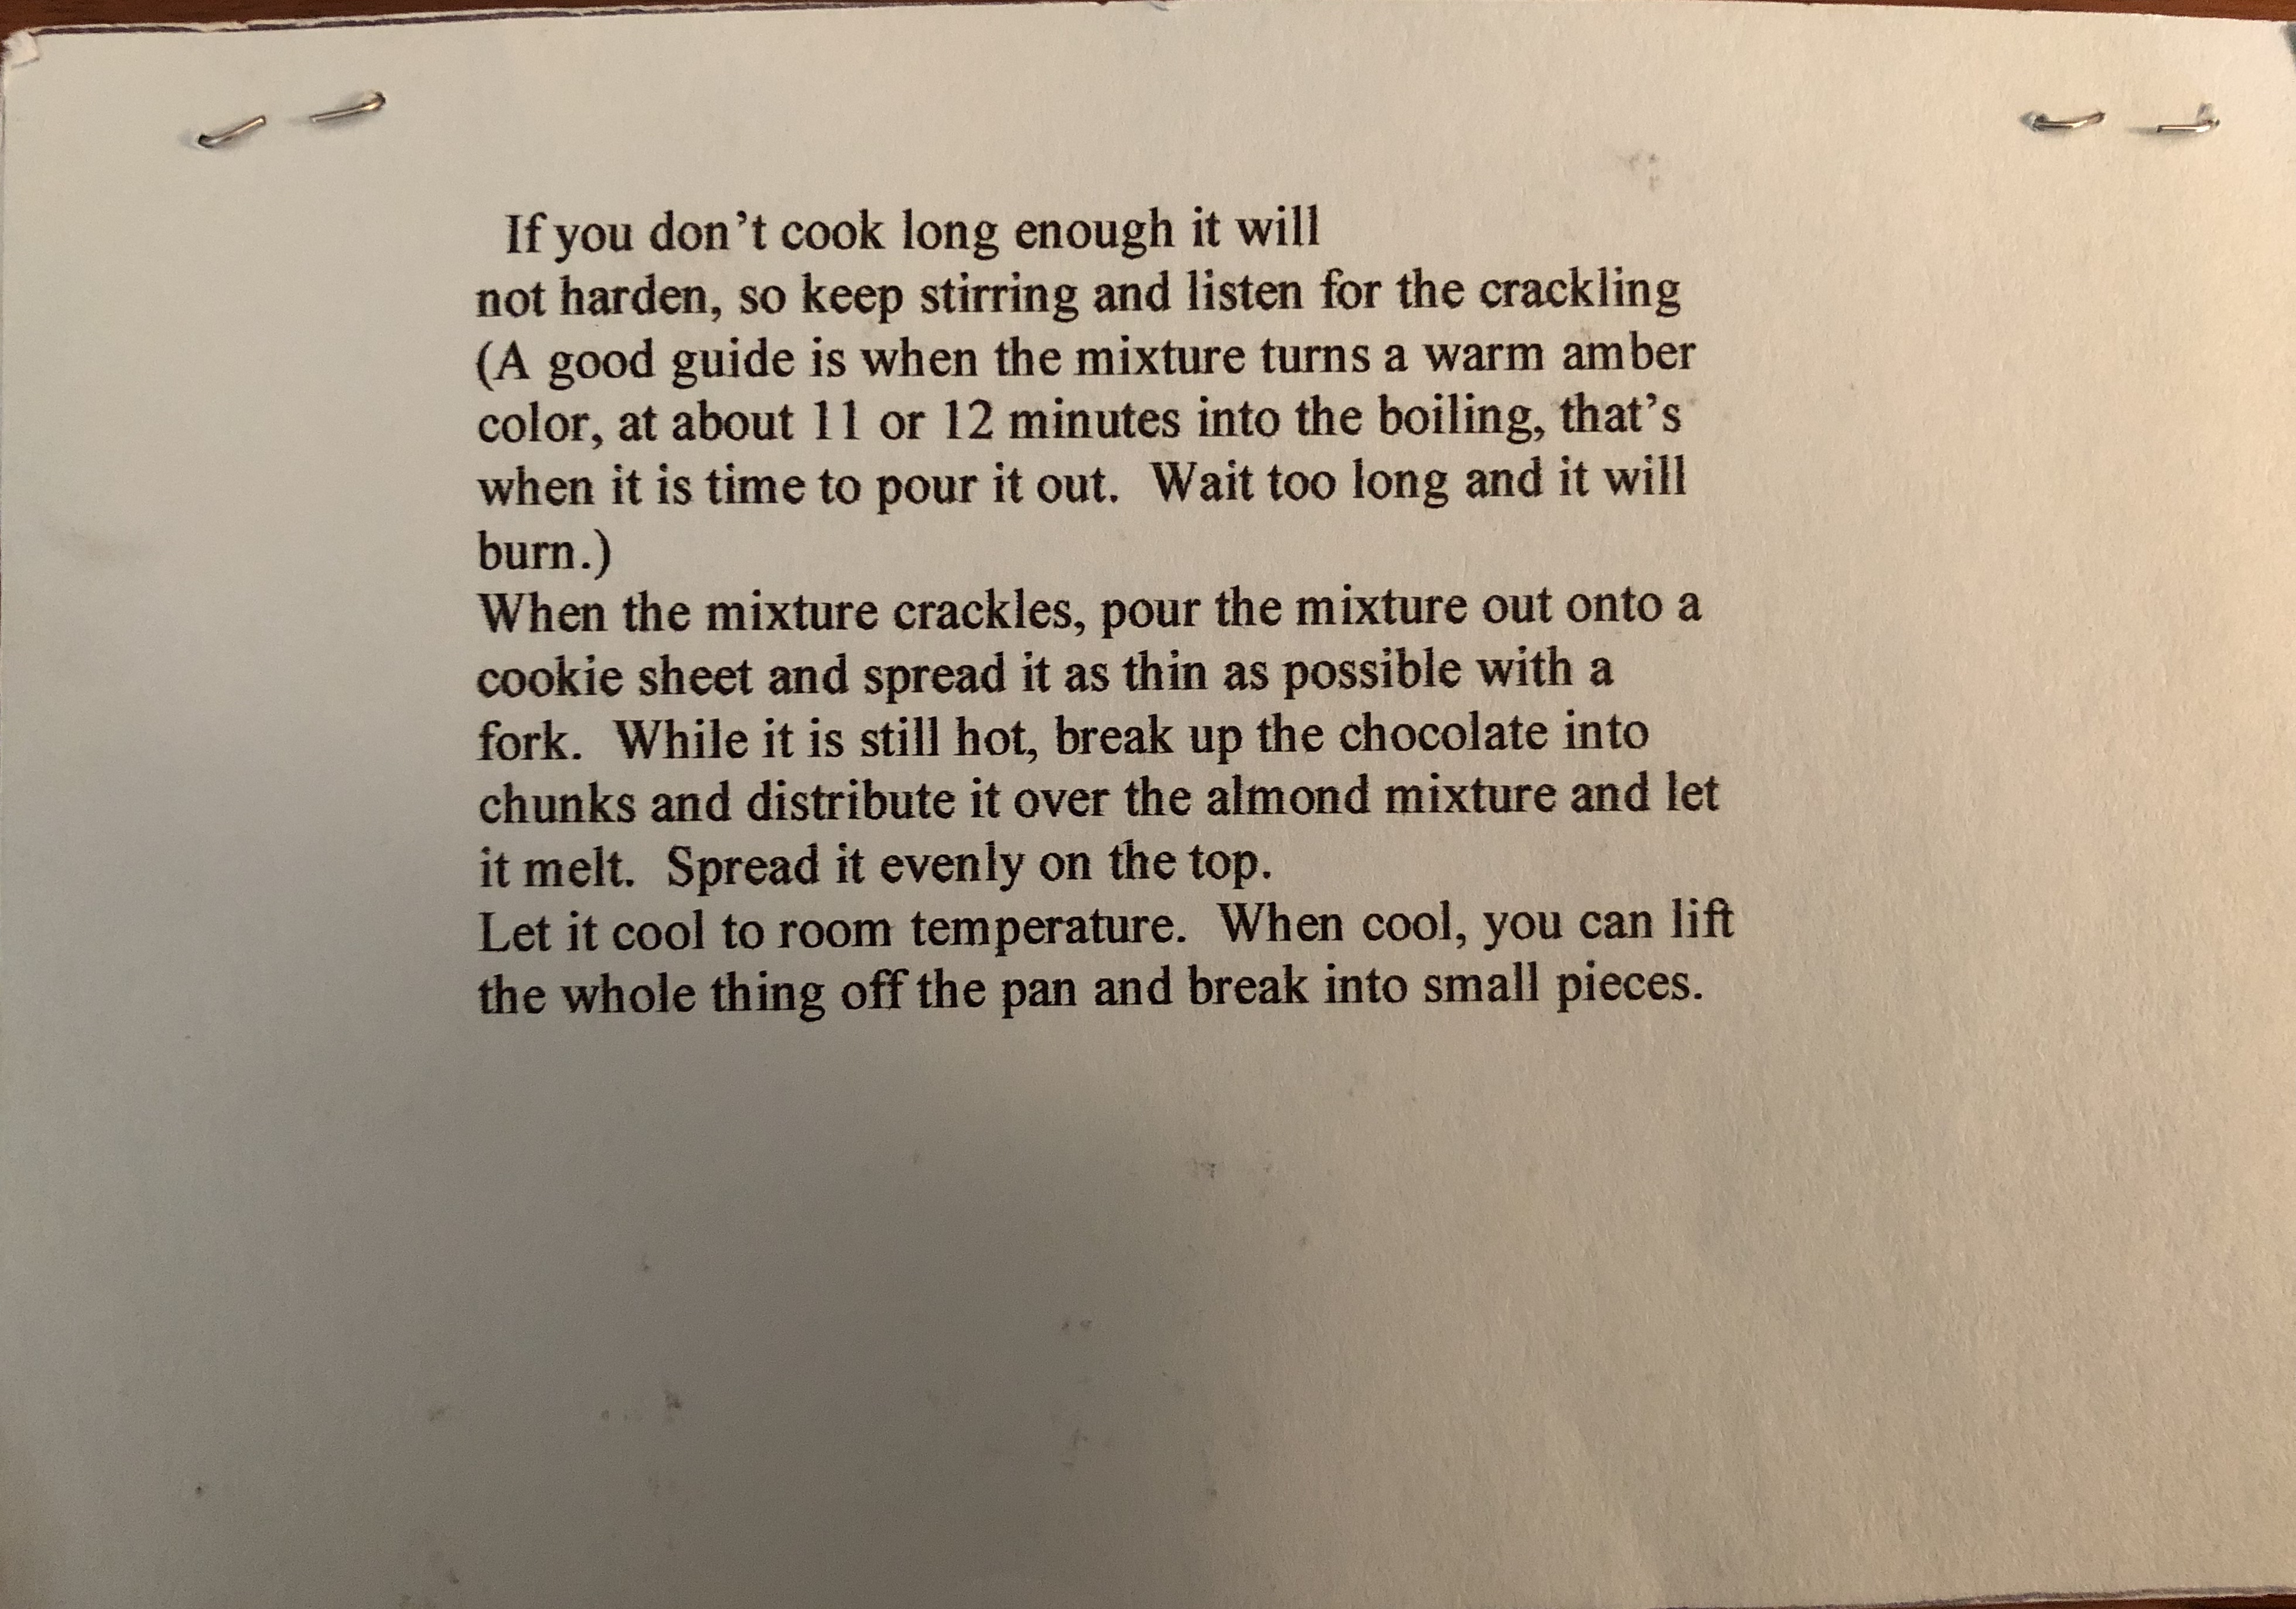 If you don’t cook long enough it will
not harden, so keep stirring and listen for the crackling
(A good guide is when the mixture turns a warm amber
color, at about 11 or 12 minutes into the boiling, that’s
when it is time to pour it out.  Wait too long and it will
burn.)
When the mixture crackles, pour the mixture out onto a
cookie sheet and spread it as thin as possible with a
fork.  While it is still hot, break up the chocolate into
chunks and distribute it over the almond mixture and let
it melt.  Spread it evenly on the top.
Let it cool to room temperature.  When cool, you can lift
the whole thing off the pan and break into small pieces.